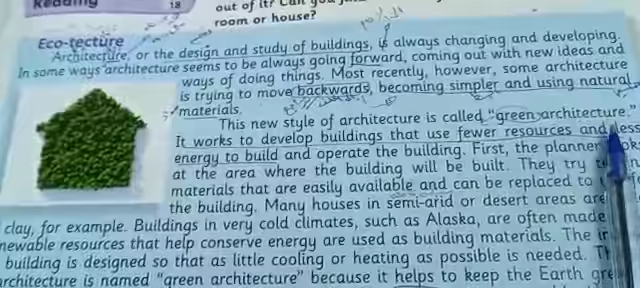 Reading
18
out of it? Can you
room or house?
Eco-tecture
Architecture, or the design and study of buildings, is always changing and developing.
In some ways architecture seems to be always going forward, coming out with new ideas and
ways of doing things. Most recently, however, some architecture
is trying to move backwards, becoming simpler and using natural
materials.
This new style of architecture is called "green architecture."
It works to develop buildings that use fewer resources and less
energy to build and operate the building. First, the planner
at the area where the building will be built. They try
materials that are easily available and can be replaced to
the building. Many houses in semi-arid or desert areas are
clay, for example. Buildings in very cold climates, such as Alaska, are often made
newable resources that help conserve energy are used as building materials. The
building is designed so that as little cooling or heating as possible is needed.
rchitecture is named "green architecture" because it helps to keep the Earth gre